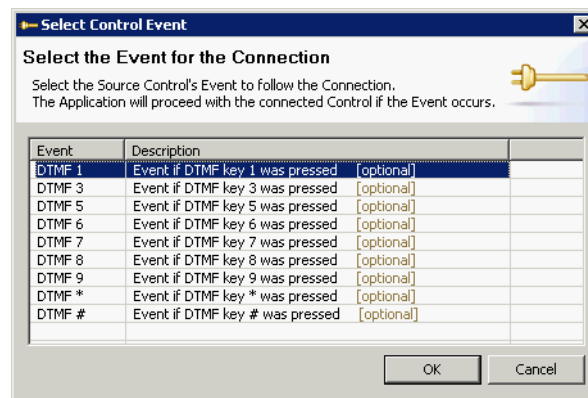 Select Control Event
Select the Event for the Connection
Select the Source Control's Event to follow the Connection.
The Application will proceed with the connected Control if the Event occurs.
Event Description
DTMF 1 Event if DTMF key 1 was pressed [optional]
DTMF 3 Event if DTMF key 3 was pressed [optional]
DTMF 5 Event if DTMF key 5 was pressed [optional]
DTMF 6 Event if DTMF key 6 was pressed [optional]
DTMF 7 Event if DTMF key 7 was pressed [optional]
DTMF 8 Event if DTMF key 8 was pressed [optional]
DTMF 9 Event if DTMF key 9 was pressed [optional]
DTMF * Event if DTMF key * was pressed [optional]
DTMF # Event if DTMF key # was pressed [optional]
OK Cancel